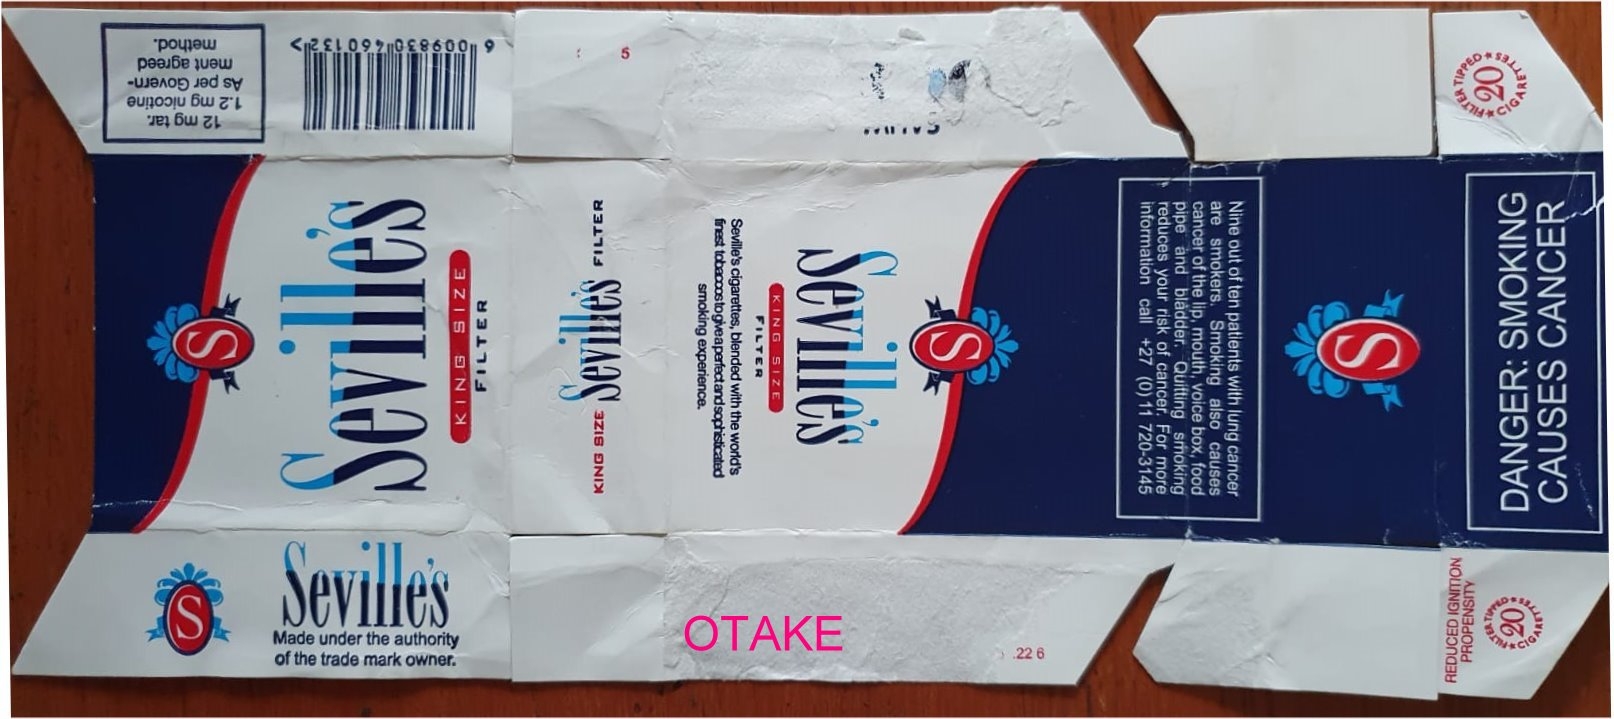 12 mg tar.
1.2 mg nicotine
As per Govern-
ment agreed
method.
6 009830 460132 >
5
FILTER TIPPED
20
CIGARETTES
S
Seville's
KING SIZE
FILTER
KING SIZE Seville's FILTER
Seville's cigarettes, blended with the world's
finest tobaccos to give a perfect and sophisticated
smoking experience.
Seville's
KING SIZE
FILTER
S
Nine out of ten patients with lung cancer
are smokers. Smoking also causes
cancer of the lip, mouth, voice box, food
pipe and bladder. Quitting smoking
reduces your risk of cancer. For more
information call +27 (0) 11 720-3145
S
DANGER: SMOKING
CAUSES CANCER
S
Seville's
Made under the authority
of the trade mark owner.
OTAKE
.22 6
REDUCED IGNITION
PROPENSITY
FILTER TIPPED
20
CIGARETTES